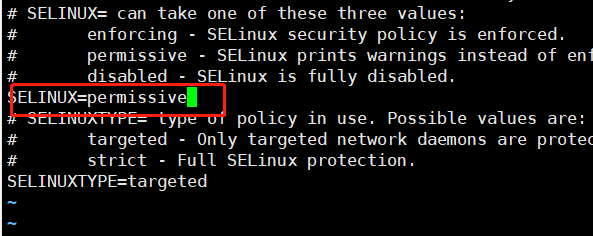 # SELINUX= can take one of these three values:
#       enforcing - SELinux security policy is enforced.
#       permissive - SELinux prints warnings instead of
#       disabled - SELinux is fully disabled.
SELINUX=permissive
# SELINUXTYPE= type of policy in use. Possible values are:
#       targeted - Only targeted network daemons are
#       strict - Full SELinux protection.
SELINUXTYPE=targeted
~
~